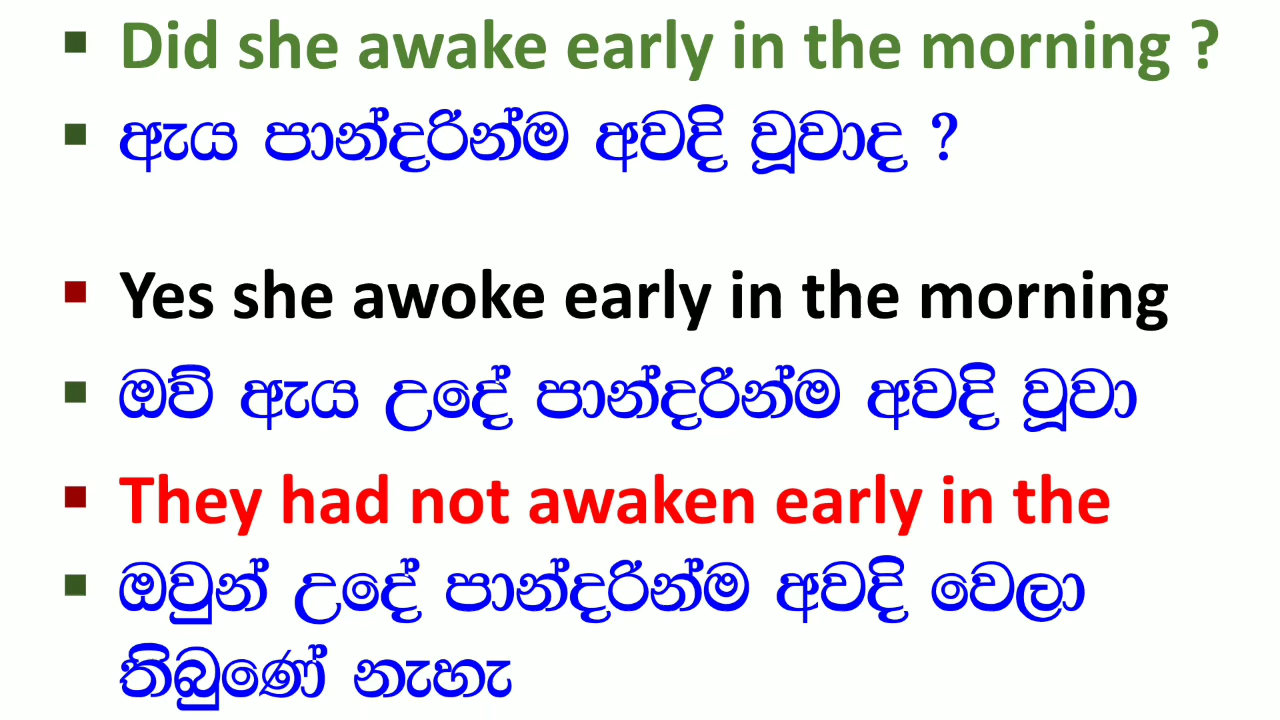 ▪ Did she awake early in the morning ?
▪ ඇය පාන්දරින්ම අවදි වූවාද ?
▪ Yes she awoke early in the morning
▪ ඔව් ඇය උදේ පාන්දරින්ම අවදි වූවා
▪ They had not awaken early in the
▪ ඔවුන් උදේ පාන්දරින්ම අවදි වෙලා
තිබුණේ නැහැ